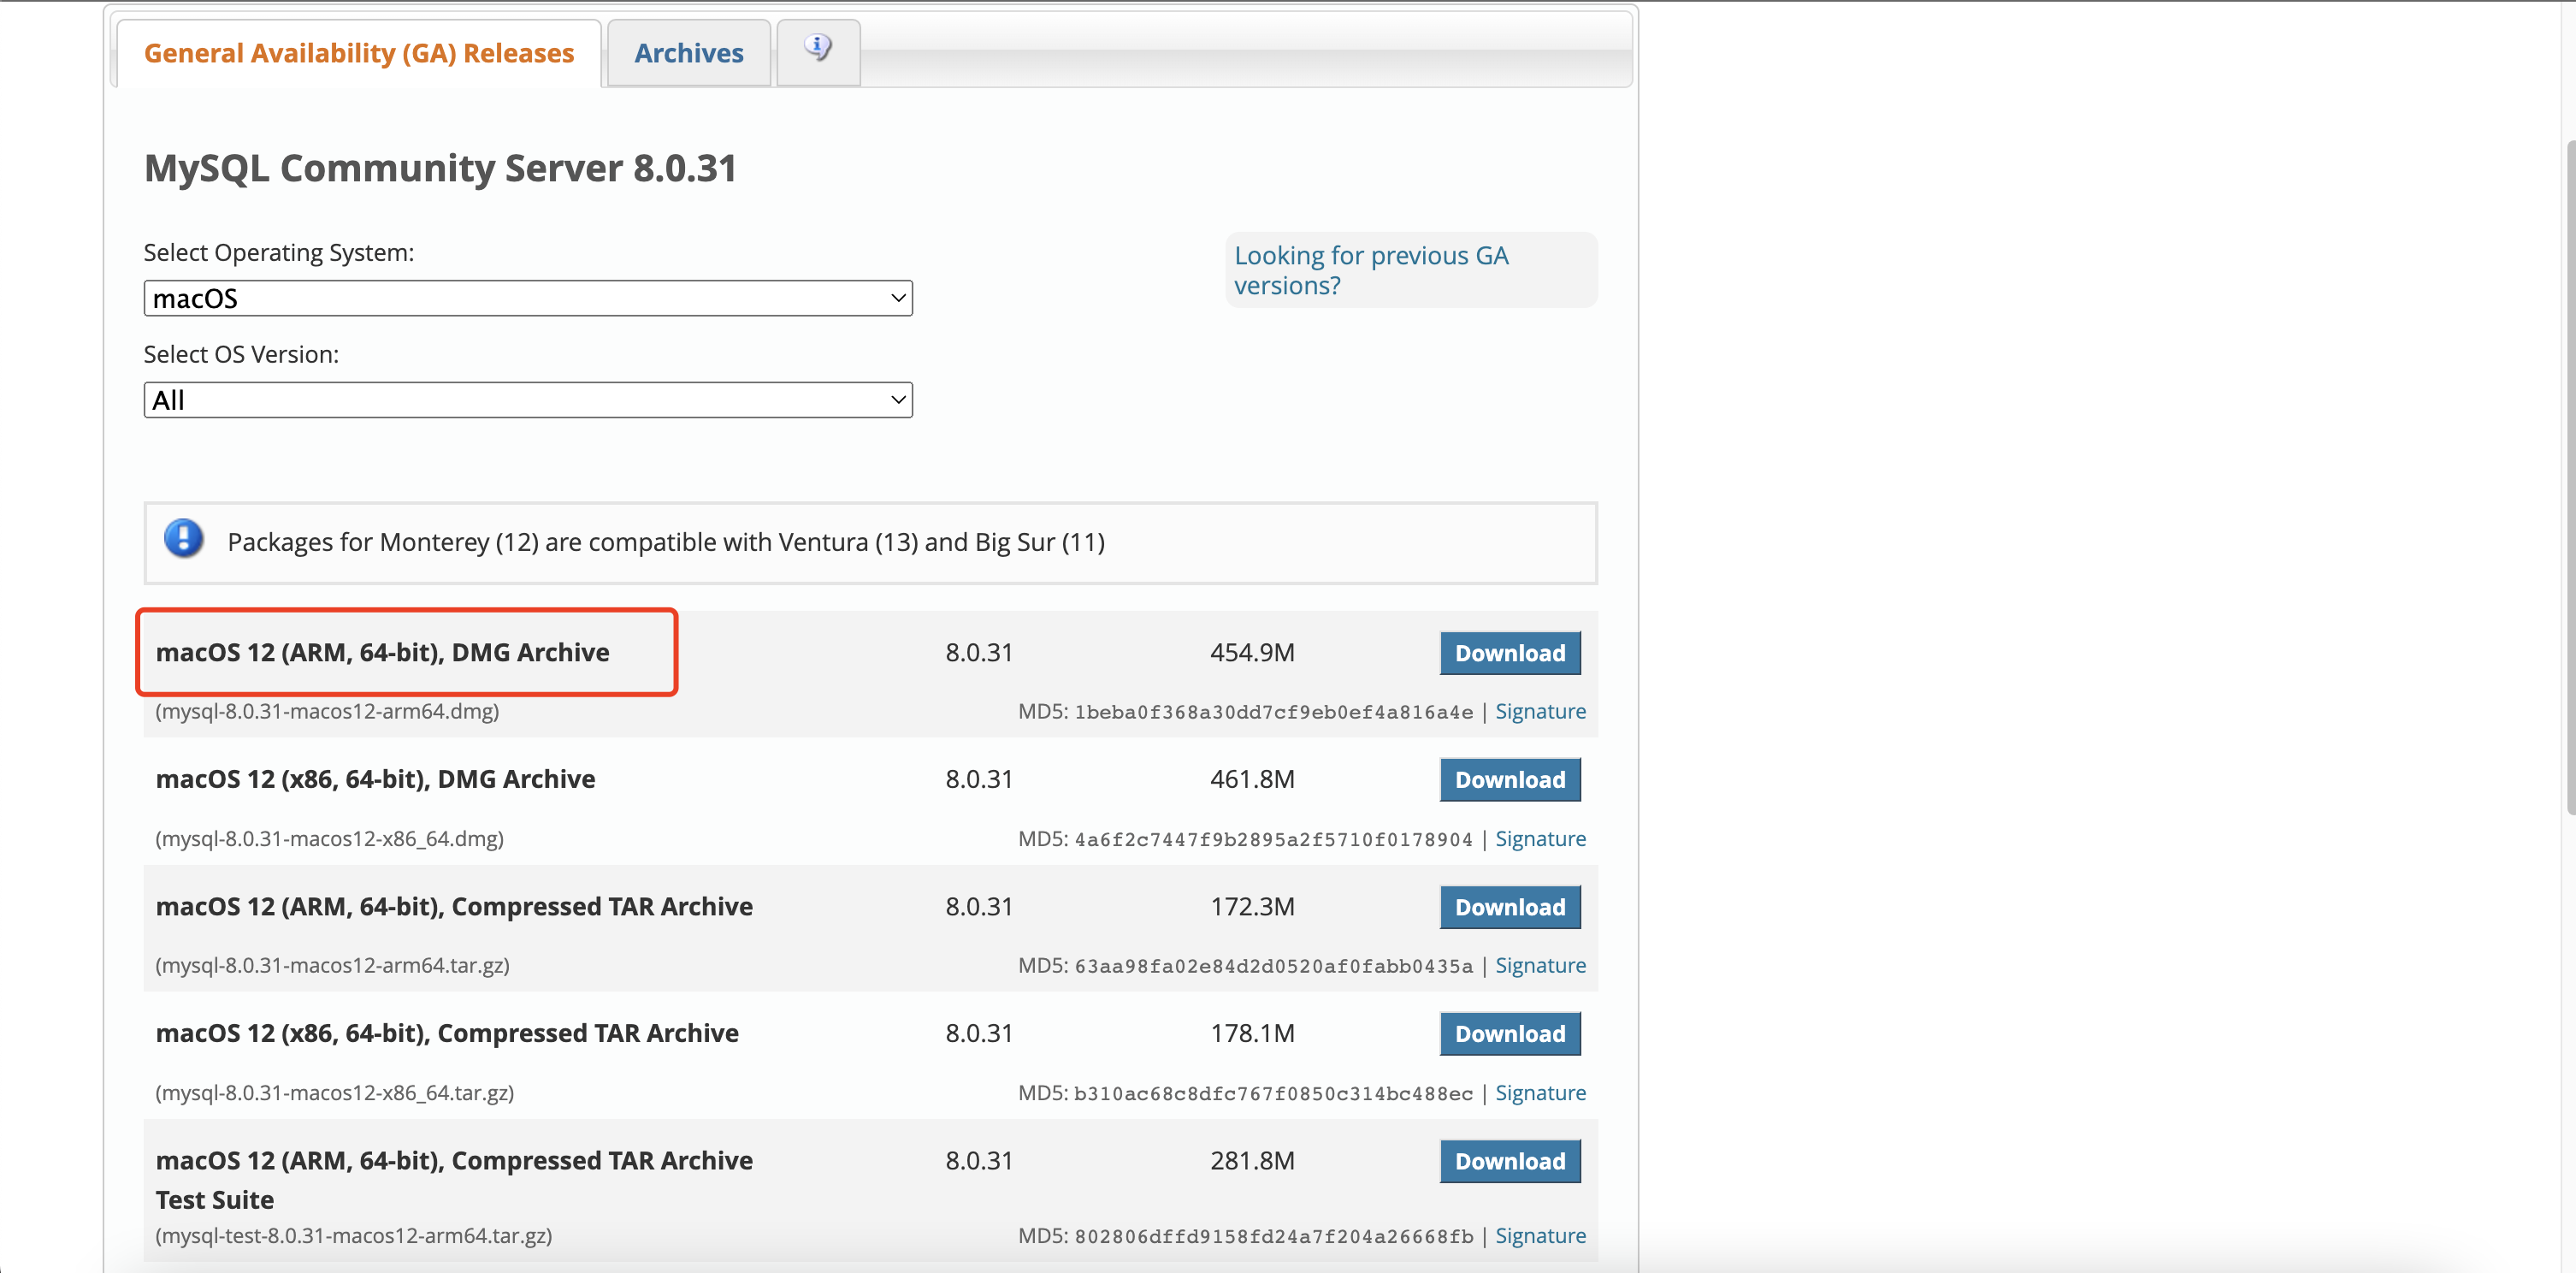 General Availability (GA) Releases
Archives
MySQL Community Server 8.0.31
Select Operating System:
macOS
Looking for previous GA
versions?
Select OS Version:
All
Packages for Monterey (12) are compatible with Ventura (13) and Big Sur (11)
macOS 12 (ARM, 64-bit), DMG Archive 8.0.31 454.9M Download
(mysql-8.0.31-macos12-arm64.dmg) MD5: 1beba0f368a30dd7cf9eb0ef4a816a4e | Signature
macOS 12 (x86, 64-bit), DMG Archive 8.0.31 461.8M Download
(mysql-8.0.31-macos12-x86_64.dmg) MD5: 4a6f2c7447f9b2895a2f5710f0178904 | Signature
macOS 12 (ARM, 64-bit), Compressed TAR Archive 8.0.31 172.3M Download
(mysql-8.0.31-macos12-arm64.tar.gz) MD5: 63aa98fa02e84d2d0520af0fabb0435a | Signature
macOS 12 (x86, 64-bit), Compressed TAR Archive 8.0.31 178.1M Download
(mysql-8.0.31-macos12-x86_64.tar.gz) MD5: b310ac68c8dfc767f0850c314bc488ec | Signature
macOS 12 (ARM, 64-bit), Compressed TAR Archive 8.0.31 281.8M Download
Test Suite
(mysql-test-8.0.31-macos12-arm64.tar.gz) MD5: 802806dffd9158fd24a7f204a26668fb | Signature